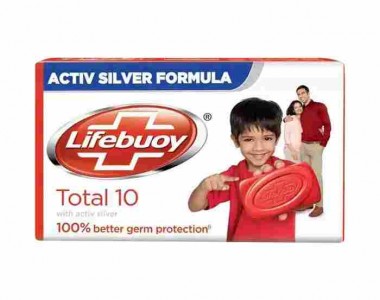 ACTIV SILVER FORMULA
Lifebuoy®
Total 10
with activ silver
100% better germ protection*